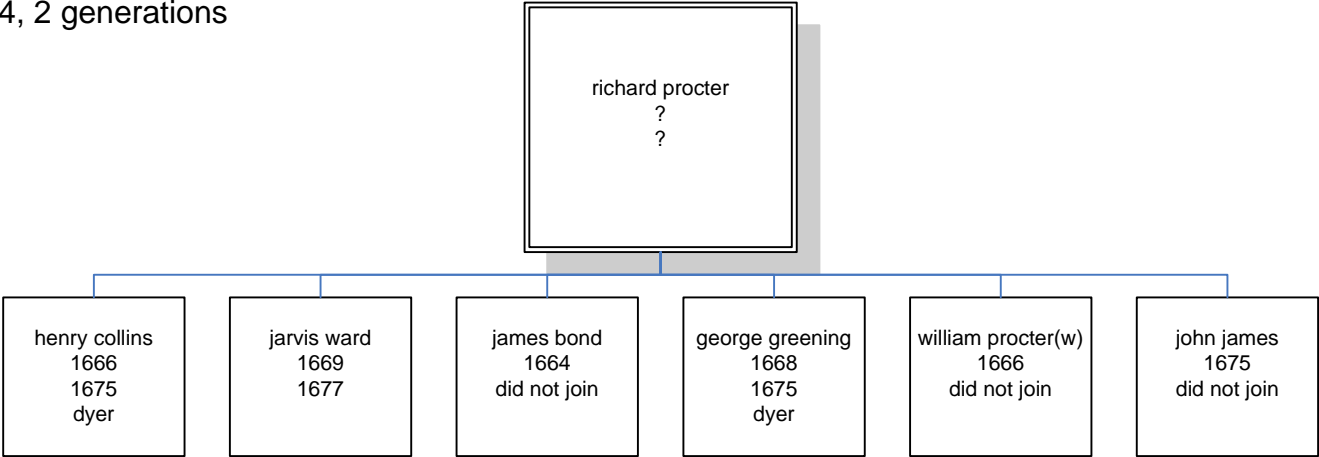 4, 2 generations
richard procter
?
?
henry collins
1666
1675
dyer
jarvis ward
1669
1677
james bond
1664
did not join
george greening
1668
1675
dyer
william procter(w)
1666
did not join
john james
1675
did not join